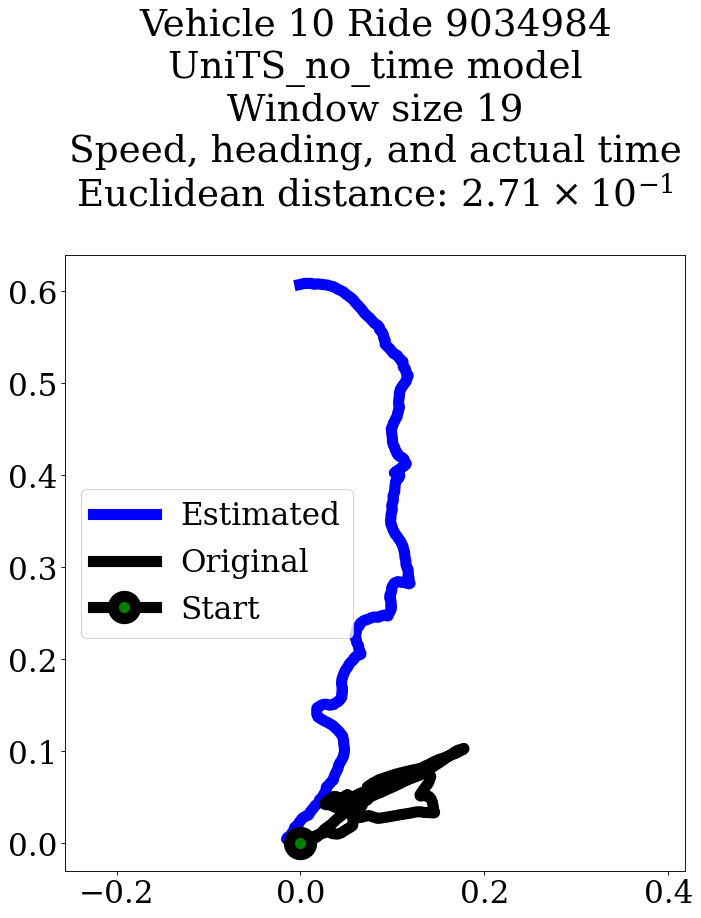 Vehicle 10 Ride 9034984
UniTS_no_time model
Window size 19
Speed, heading, and actual time
Euclidean distance: 2.71 × 10⁻¹
0.6
0.5
0.4
0.3
0.2
0.1
0.0
Estimated
Original
Start
−0.2 0.0 0.2 0.4